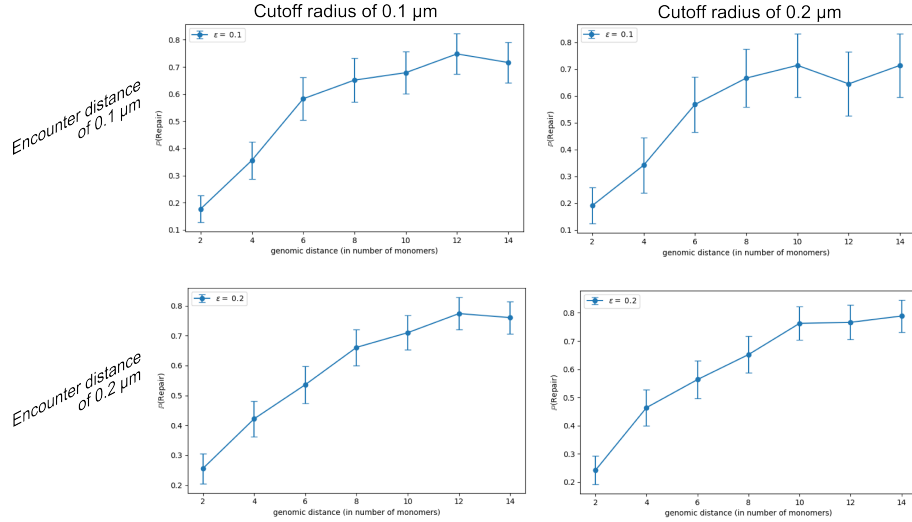 Cutoff radius of 0.1 µm
Cutoff radius of 0.2 µm
Encounter distance
of 0.1 µm
ε = 0.1
0.8
0.7
0.6
0.5
0.4
0.3
0.2
0.1
ℙ(Repair)
2 4 6 8 10 12 14
genomic distance (in number of monomers)
ε = 0.1
0.8
0.7
0.6
0.5
0.4
0.3
0.2
0.1
ℙ(Repair)
2 4 6 8 10 12 14
genomic distance (in number of monomers)
Encounter distance
of 0.2 µm
ε = 0.2
0.8
0.7
0.6
0.5
0.4
0.3
0.2
ℙ(Repair)
2 4 6 8 10 12 14
genomic distance (in number of monomers)
ε = 0.2
0.8
0.7
0.6
0.5
0.4
0.3
0.2
ℙ(Repair)
2 4 6 8 10 12 14
genomic distance (in number of monomers)